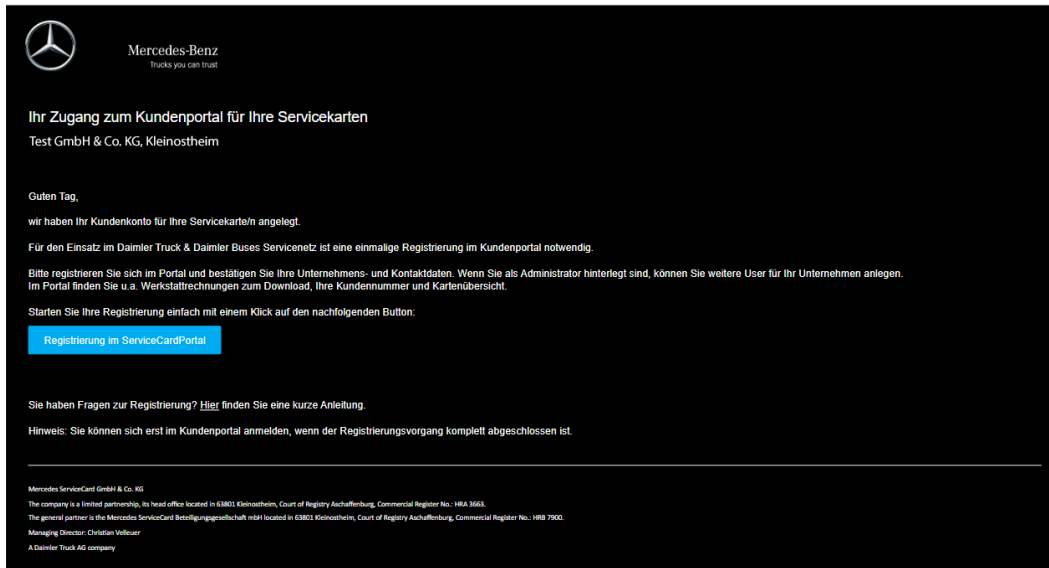 Mercedes-Benz
Trucks you can trust
Ihr Zugang zum Kundenportal für Ihre Servicekarten
Test GmbH & Co. KG, Kleinostheim
Guten Tag,
wir haben Ihr Kundenkonto für Ihre Servicekarte/n angelegt.
Für den Einsatz im Daimler Truck & Daimler Buses Servicenetz ist eine einmalige Registrierung im Kundenportal notwendig.
Bitte registrieren Sie sich im Portal und bestätigen Sie Ihre Unternehmens- und Kontaktdaten. Wenn Sie als Administrator hinterlegt sind, können Sie weitere User für Ihr Unternehmen anlegen.
Im Portal finden Sie u.a. Werkstattrechnungen zum Download, Ihre Kundennummer und Kartenübersicht.
Starten Sie Ihre Registrierung einfach mit einem Klick auf den nachfolgenden Button:
Registrierung im ServiceCardPortal
Sie haben Fragen zur Registrierung? Hier finden Sie eine kurze Anleitung.
Hinweis: Sie können sich erst im Kundenportal anmelden, wenn der Registrierungsvorgang komplett abgeschlossen ist.
Mercedes ServiceCard GmbH & Co. KG
The company is a limited partnership, its head office located in 63801 Kleinostheim, Court of Registry Aschaffenburg, Commercial Register No.: HRA 3663.
The general partner is the Mercedes ServiceCard Beteiligungsgesellschaft mbH located in 63801 Kleinostheim, Court of Registry Aschaffenburg, Commercial Register No.: HRB 7900.
Managing Director: Christian Velleuer
A Daimler Truck AG company